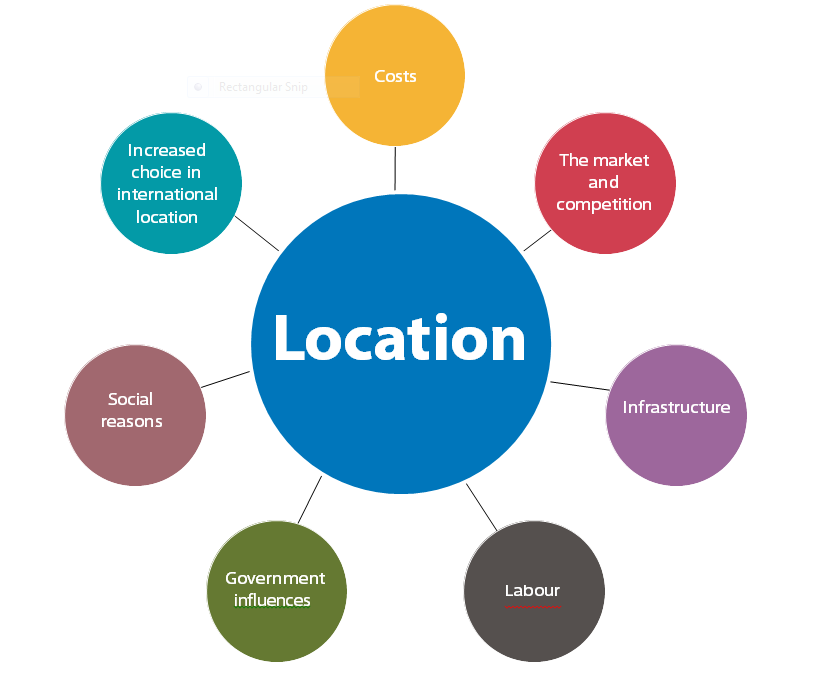 Costs
Rectangular Snip
Increased
choice in
international
location
The market
and
competition
Location
Social
reasons
Infrastructure
Government
influences
Labour